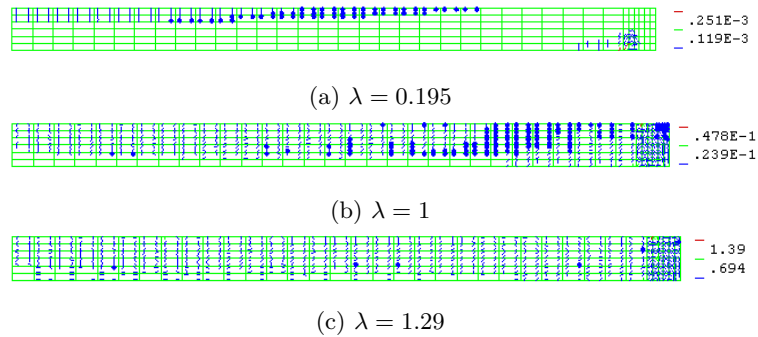 .251E-3
.119E-3
(a) λ = 0.195
.478E-1
.239E-1
(b) λ = 1
1.39
.694
(c) λ = 1.29